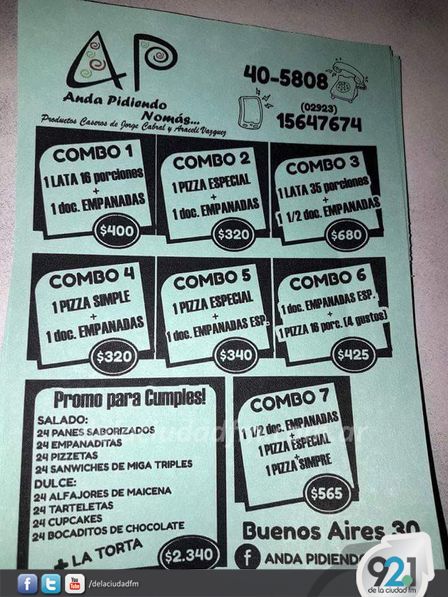 AP
Anda Pidiendo
Nomás...
Productos Caseros de Jorge Cabral y Araceli Vazquez
40-5808
(02923)
15647674
COMBO 1
1 LATA 16 porciones
+
1 doc. EMPANADAS
$400
COMBO 2
1 PIZZA ESPECIAL
+
1 doc. EMPANADAS
$320
COMBO 3
1 LATA 35 porciones
+
1 1/2 doc. EMPANADAS
$680
COMBO 4
1 PIZZA SIMPLE
+
1 doc. EMPANADAS
$320
COMBO 5
1 PIZZA ESPECIAL
+
1 doc. EMPANADAS ESP.
$340
COMBO 6
1 doc. EMPANADAS ESP.
+
1 PIZZA 16 porc. (4 gustos)
$425
Promo para Cumples!
SALADO:
24 PANES SABORIZADOS
24 EMPANADITAS
24 PIZZETAS
24 SANWICHES DE MIGA TRIPLES
DULCE:
24 ALFAJORES DE MAICENA
24 TARTELETAS
24 CUPCAKES
24 BOCADITOS DE CHOCOLATE
+ LA TORTA
$2.340
COMBO 7
1 1/2 doc. EMPANADAS
+
1 PIZZA ESPECIAL
+
1 PIZZA SIMPRE
$565
Buenos Aires 30
f ANDA PIDIENDO
f You Tube /delaciudadfm
92.1
de la ciudad fm